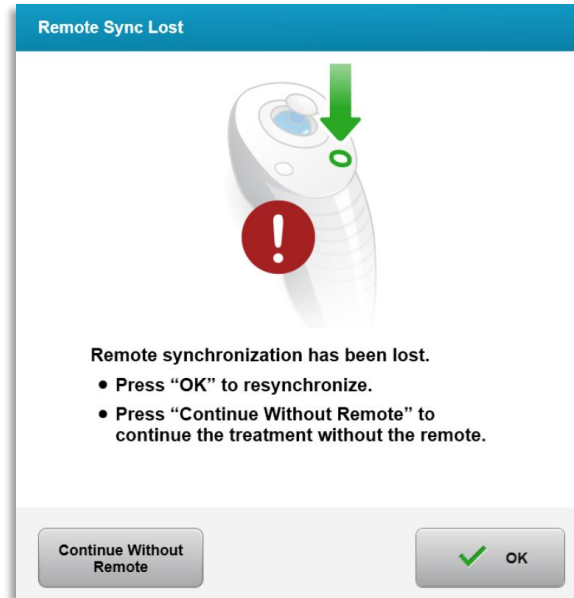 Remote Sync Lost
Remote synchronization has been lost.
• Press “OK” to resynchronize.
• Press “Continue Without Remote” to
continue the treatment without the remote.
Continue Without
Remote
OK